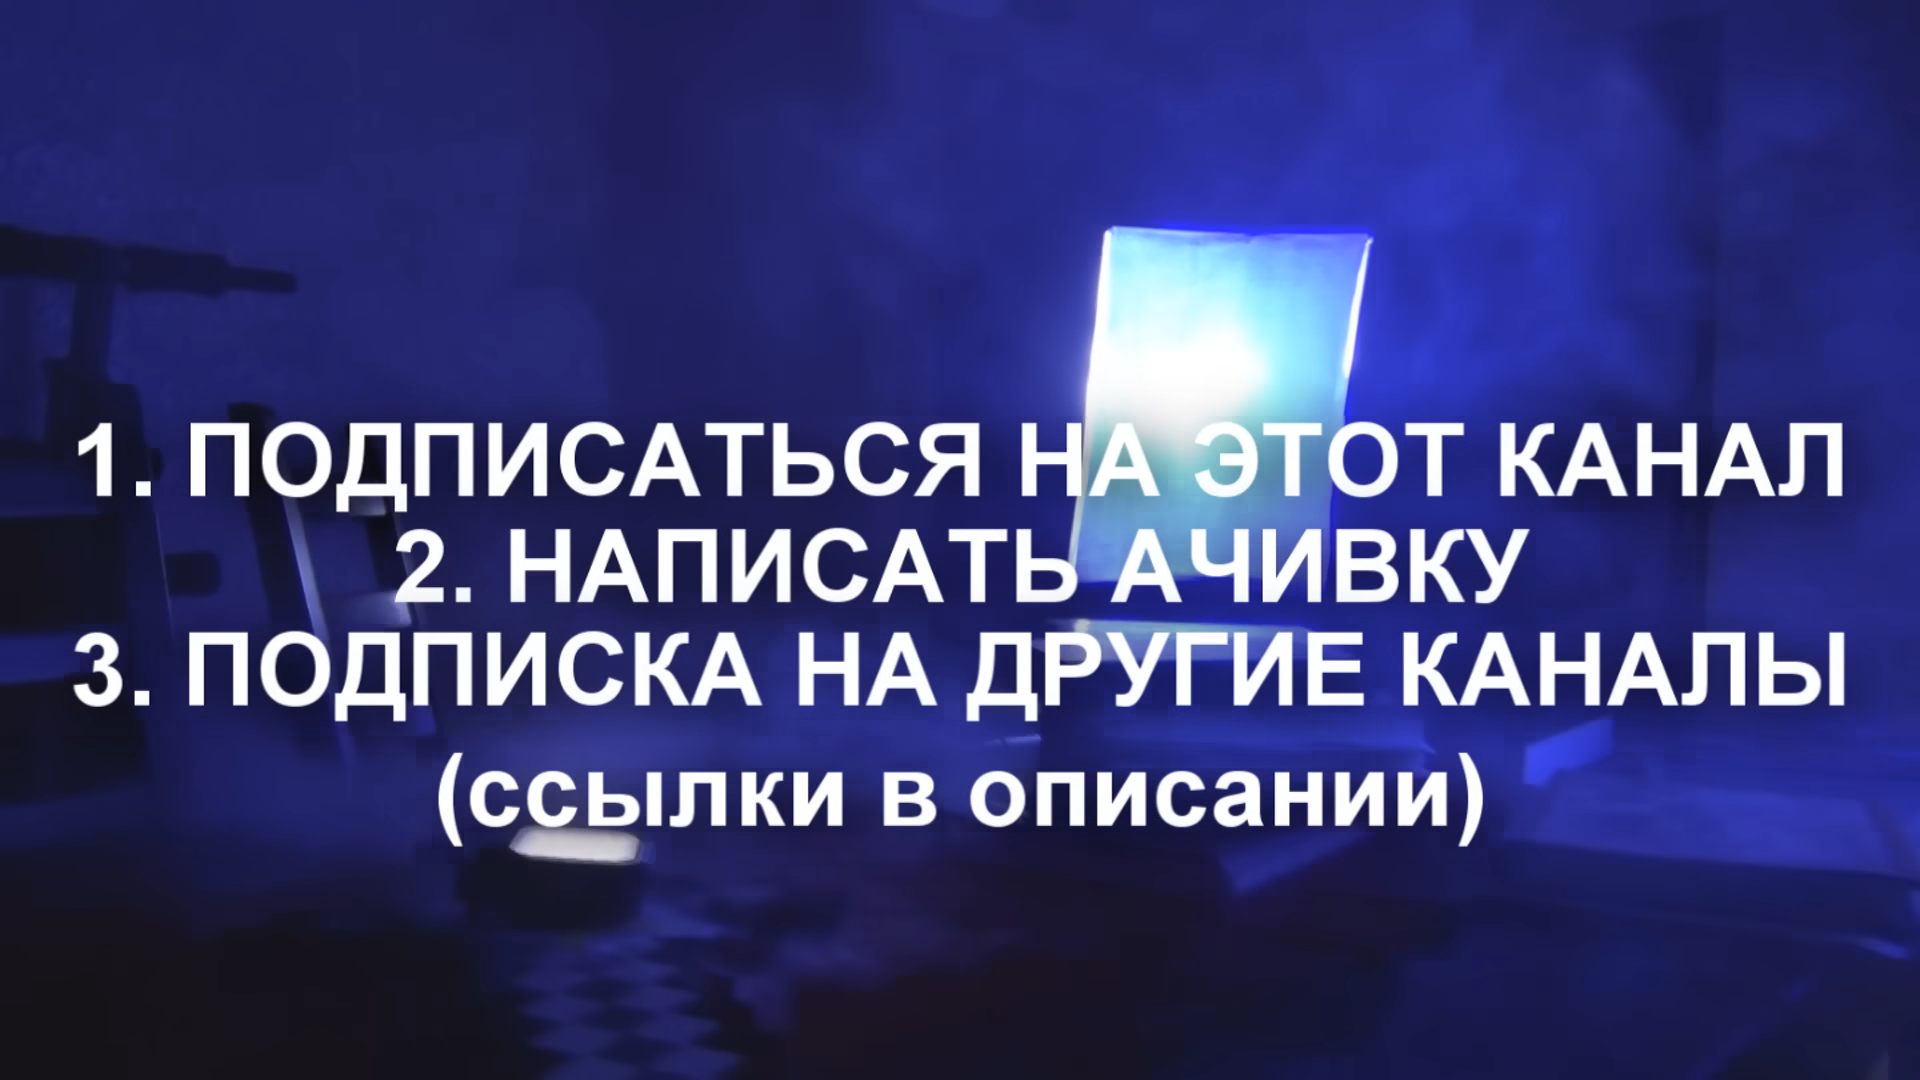 1. ПОДПИСАТЬСЯ НА ЭТОТ КАНАЛ
2. НАПИСАТЬ АЧИВКУ
3. ПОДПИСКА НА ДРУГИЕ КАНАЛЫ
(ссылки в описании)